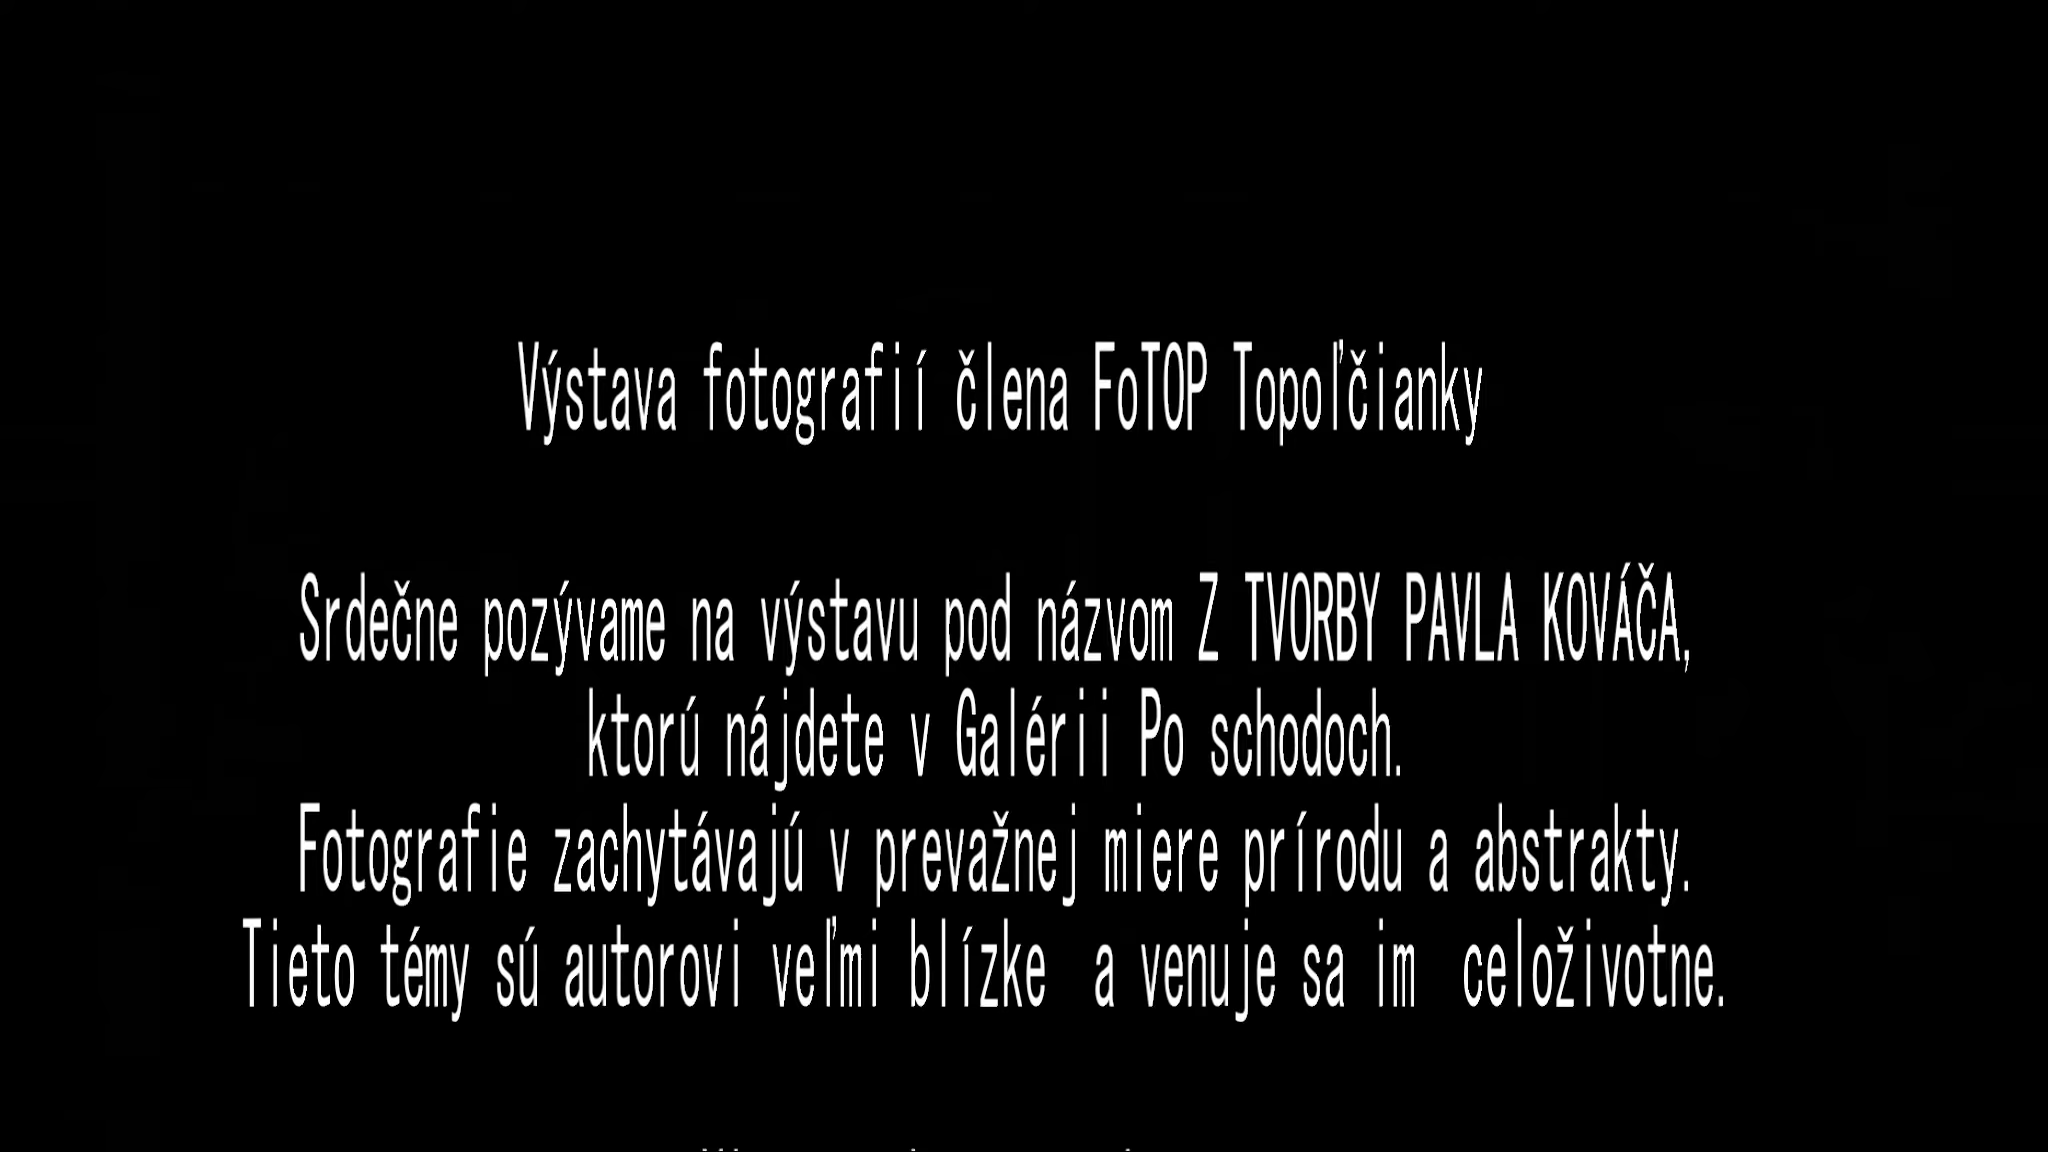 Výstava fotografií člena FoTOP Topoľčianky
Srdečne pozývame na výstavu pod názvom Z TVORBY PAVLA KOVÁČA,
ktorú nájdete v Galérii Po schodoch.
Fotografie zachytávajú v prevažnej miere prírodu a abstrakty.
Tieto témy sú autorovi veľmi blízke  a venuje sa im  celoživotne.